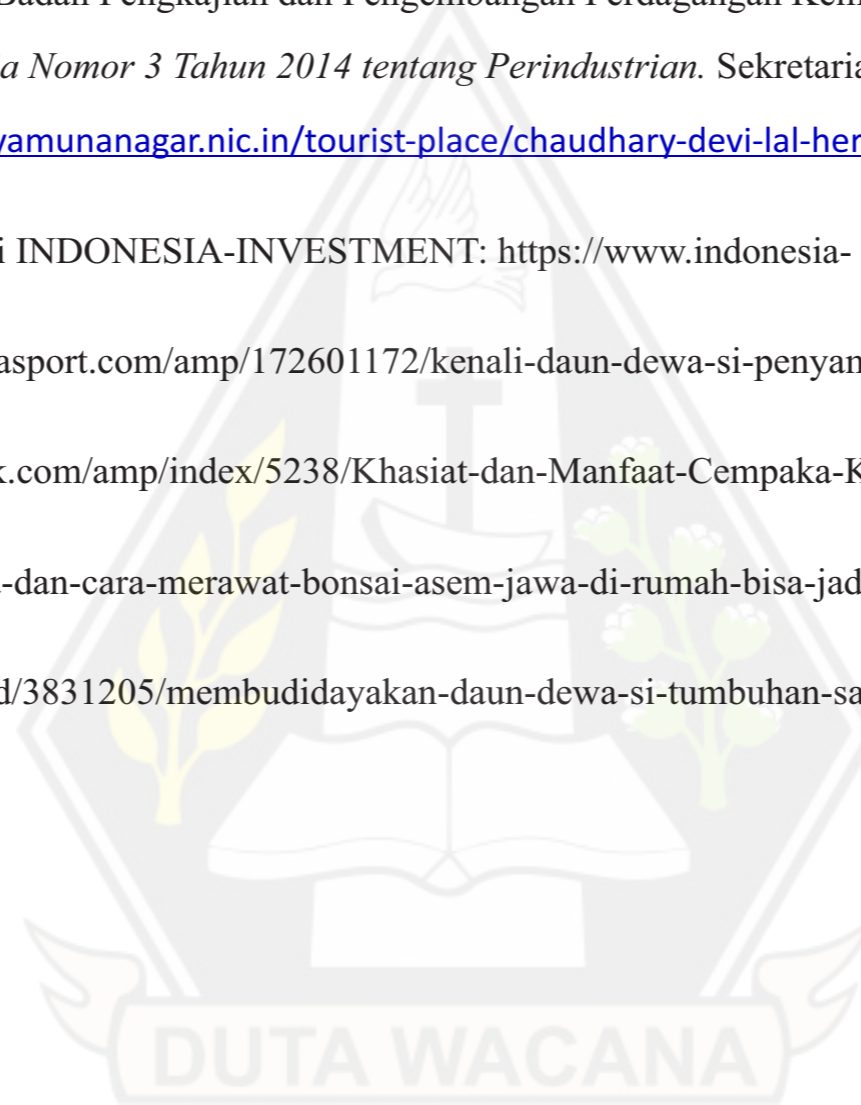 Badan Pengkajian dan Pengembangan Perdagangan Kem
a Nomor 3 Tahun 2014 tentang Perindustrian. Sekretaria
yamunanagar.nic.in/tourist-place/chaudhary-devi-lal-her
i INDONESIA-INVESTMENT: https://www.indonesia-
asport.com/amp/172601172/kenali-daun-dewa-si-penyam
k.com/amp/index/5238/Khasiat-dan-Manfaat-Cempaka-K
-dan-cara-merawat-bonsai-asem-jawa-di-rumah-bisa-jad
d/3831205/membudidayakan-daun-dewa-si-tumbuhan-sa
DUTA WACANA